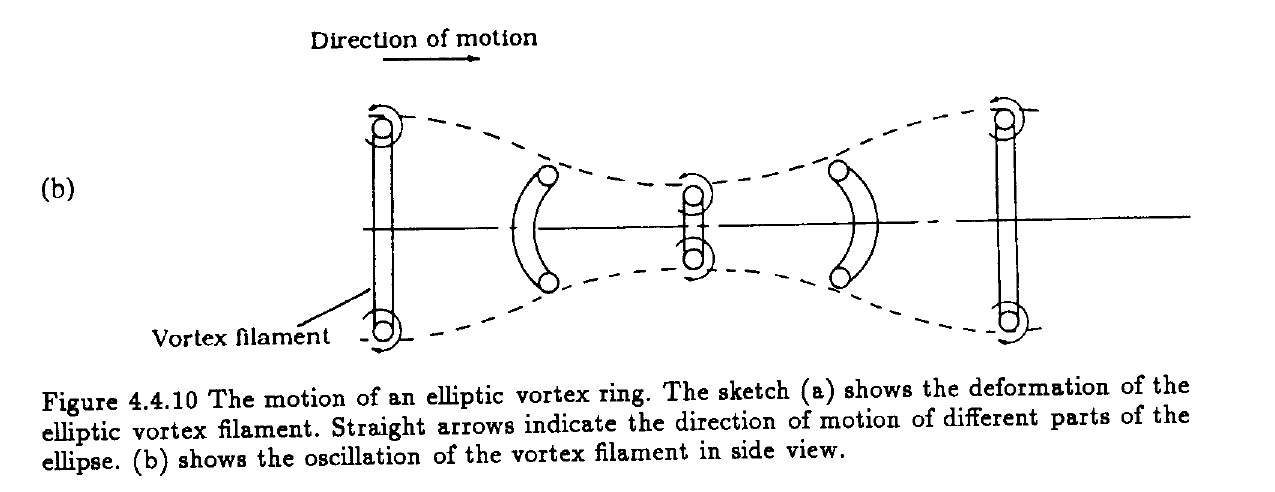 Direction of motion
(b)
Vortex filament
Figure 4.4.10 The motion of an elliptic vortex ring. The sketch (a) shows the deformation of the
elliptic vortex filament. Straight arrows indicate the direction of motion of different parts of the
ellipse. (b) shows the oscillation of the vortex filament in side view.